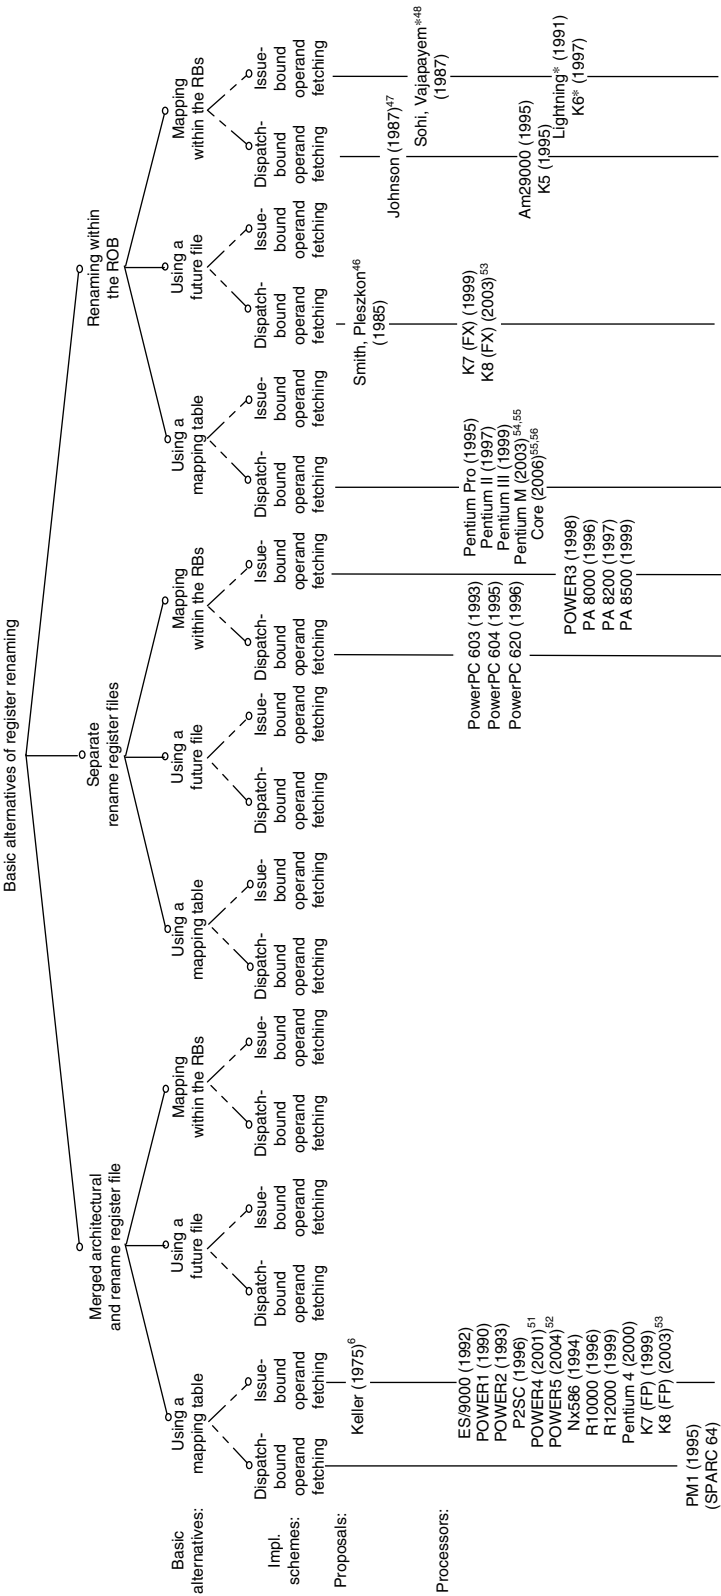 Basic alternatives of register renaming
Merged architectural
and rename register file
Separate
rename register files
Renaming within
the ROB
Basic
alternatives:
Using a
mapping table
Using a
future file
Mapping
within the RBs
Using a
mapping table
Using a
future file
Mapping
within the RBs
Using a
mapping table
Using a
future file
Mapping
within the RBs
Impl.
schemes:
Dispatch-
bound
operand
fetching
Issue-
bound
operand
fetching
Dispatch-
bound
operand
fetching
Issue-
bound
operand
fetching
Dispatch-
bound
operand
fetching
Issue-
bound
operand
fetching
Dispatch-
bound
operand
fetching
Issue-
bound
operand
fetching
Dispatch-
bound
operand
fetching
Issue-
bound
operand
fetching
Dispatch-
bound
operand
fetching
Issue-
bound
operand
fetching
Dispatch-
bound
operand
fetching
Issue-
bound
operand
fetching
Dispatch-
bound
operand
fetching
Issue-
bound
operand
fetching
Dispatch-
bound
operand
fetching
Issue-
bound
operand
fetching
Proposals:
Keller (1975)⁶
Smith, Pleszkon⁴⁶
(1985)
Johnson (1987)⁴⁷
Sohi, Vajapayem*⁴⁸
(1987)
Processors:
PM1 (1995)
(SPARC 64)
ES/9000 (1992)
POWER1 (1990)
POWER2 (1993)
P2SC (1996)
POWER4 (2001)⁵¹
POWER5 (2004)⁵²
Nx586 (1994)
R10000 (1996)
R12000 (1999)
Pentium 4 (2000)
K7 (FP) (1999)
K8 (FP) (2003)⁵³
PowerPC 603 (1993)
PowerPC 604 (1995)
PowerPC 620 (1996)
POWER3 (1998)
PA 8000 (1996)
PA 8200 (1997)
PA 8500 (1999)
Pentium Pro (1995)
Pentium II (1997)
Pentium III (1999)
Pentium M (2003)⁵⁴,⁵⁵
Core (2006)⁵⁵,⁵⁶
K7 (FX) (1999)
K8 (FX) (2003)⁵³
Am29000 (1995)
K5 (1995)
Lightning* (1991)
K6* (1997)